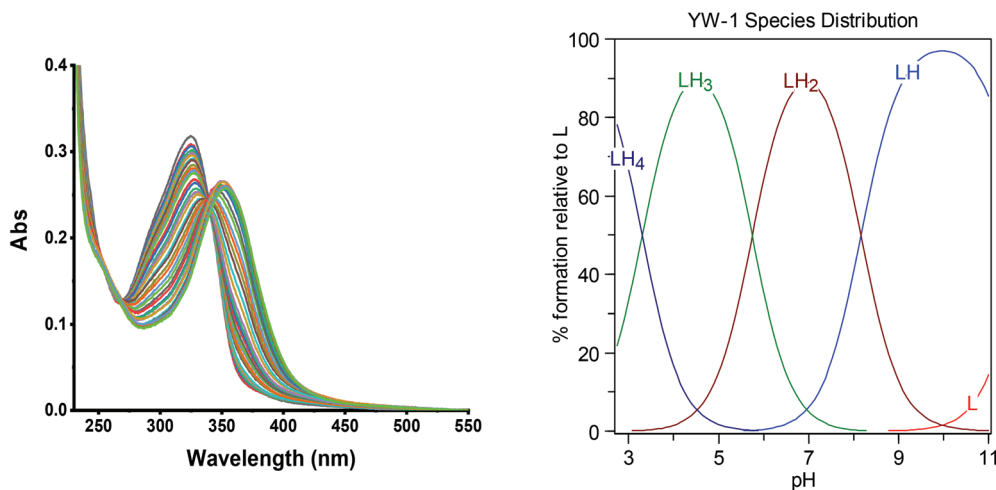 0.4
0.3
0.2
0.1
0.0
Abs
250 300 350 400 450 500 550
Wavelength (nm)
YW-1 Species Distribution
100
80
60
40
20
0
% formation relative to L
LH4
LH3
LH2
LH
L
3 5 7 9 11
pH